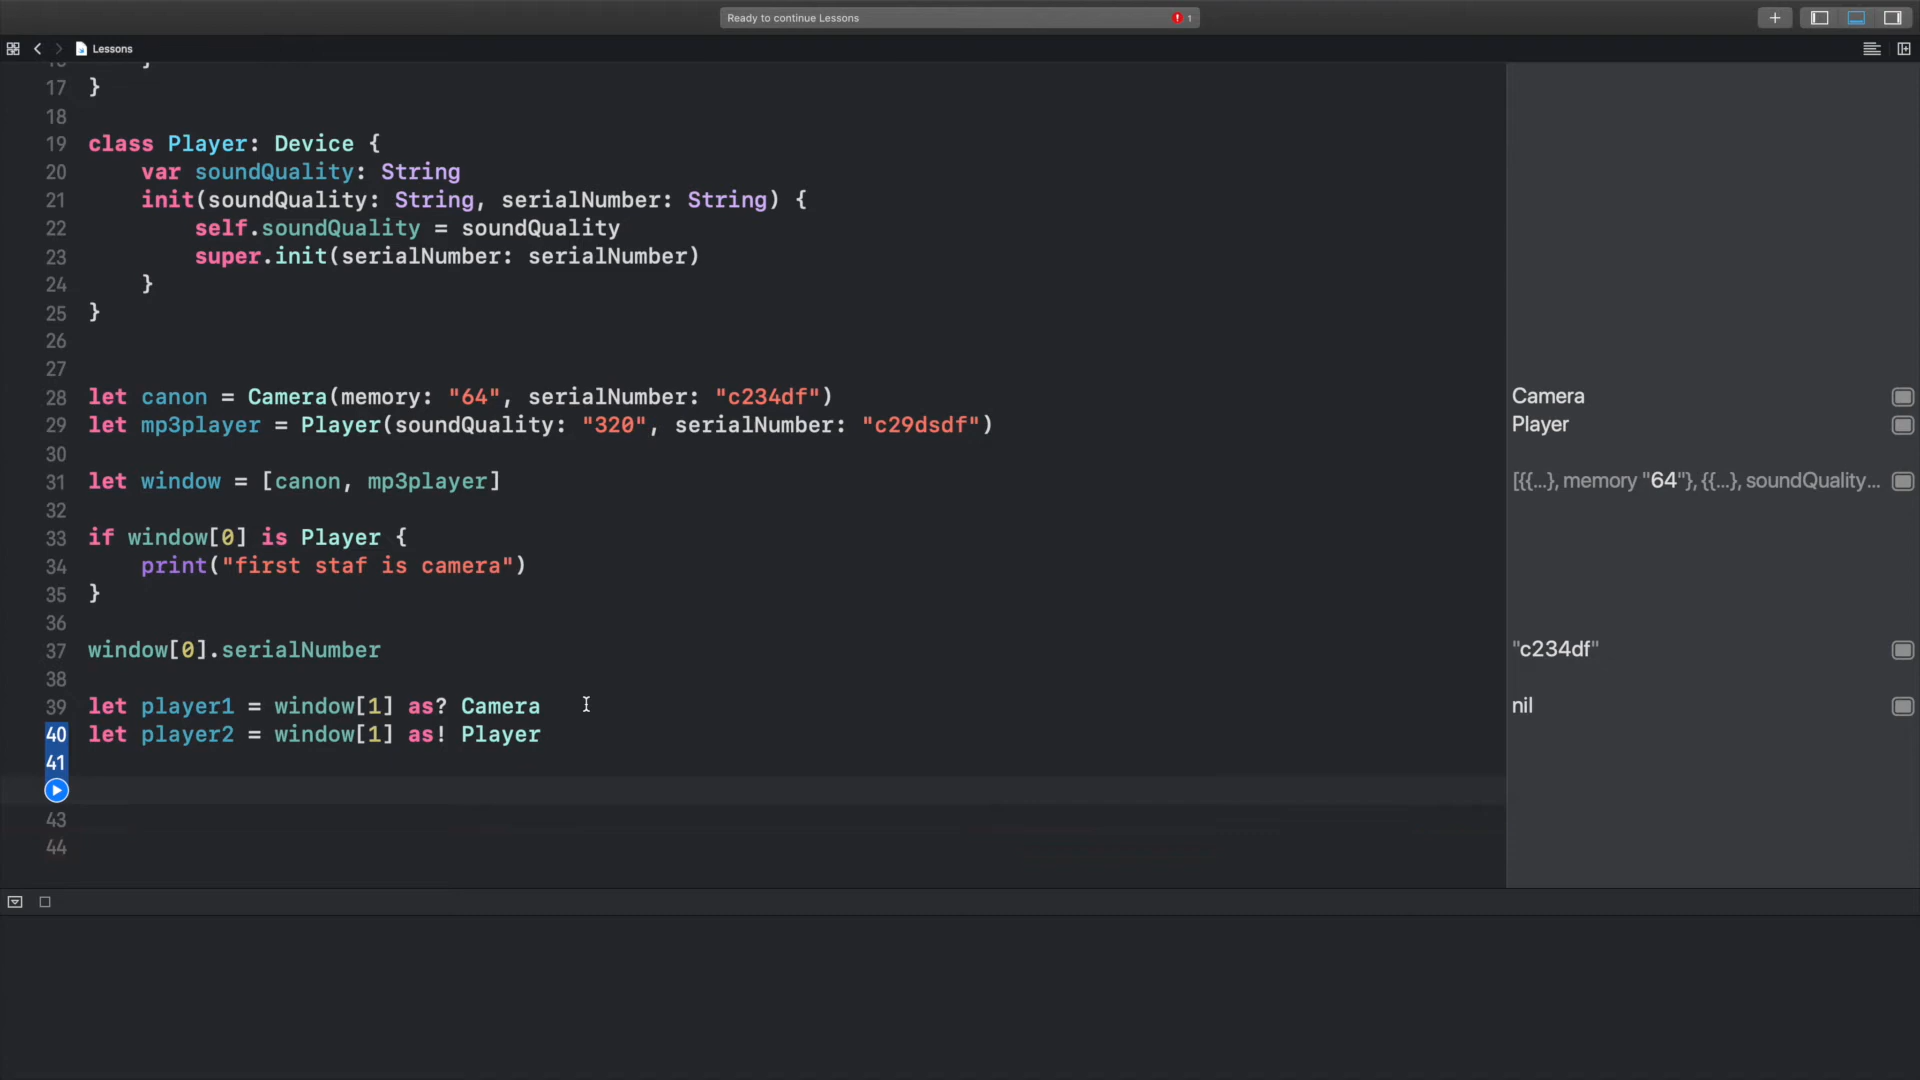 Ready to continue Lessons 1
Lessons
17 }
18
19 class Player: Device {
20 var soundQuality: String
21 init(soundQuality: String, serialNumber: String) {
22 self.soundQuality = soundQuality
23 super.init(serialNumber: serialNumber)
24 }
25 }
26
27
28 let canon = Camera(memory: "64", serialNumber: "c234df") Camera
29 let mp3player = Player(soundQuality: "320", serialNumber: "c29dsdf") Player
30
31 let window = [canon, mp3player] [{{...}, memory "64"}, {{...}, soundQuality...
32
33 if window[0] is Player {
34 print("first staf is camera")
35 }
36
37 window[0].serialNumber "c234df"
38
39 let player1 = window[1] as? Camera nil
40 let player2 = window[1] as! Player
41
43
44